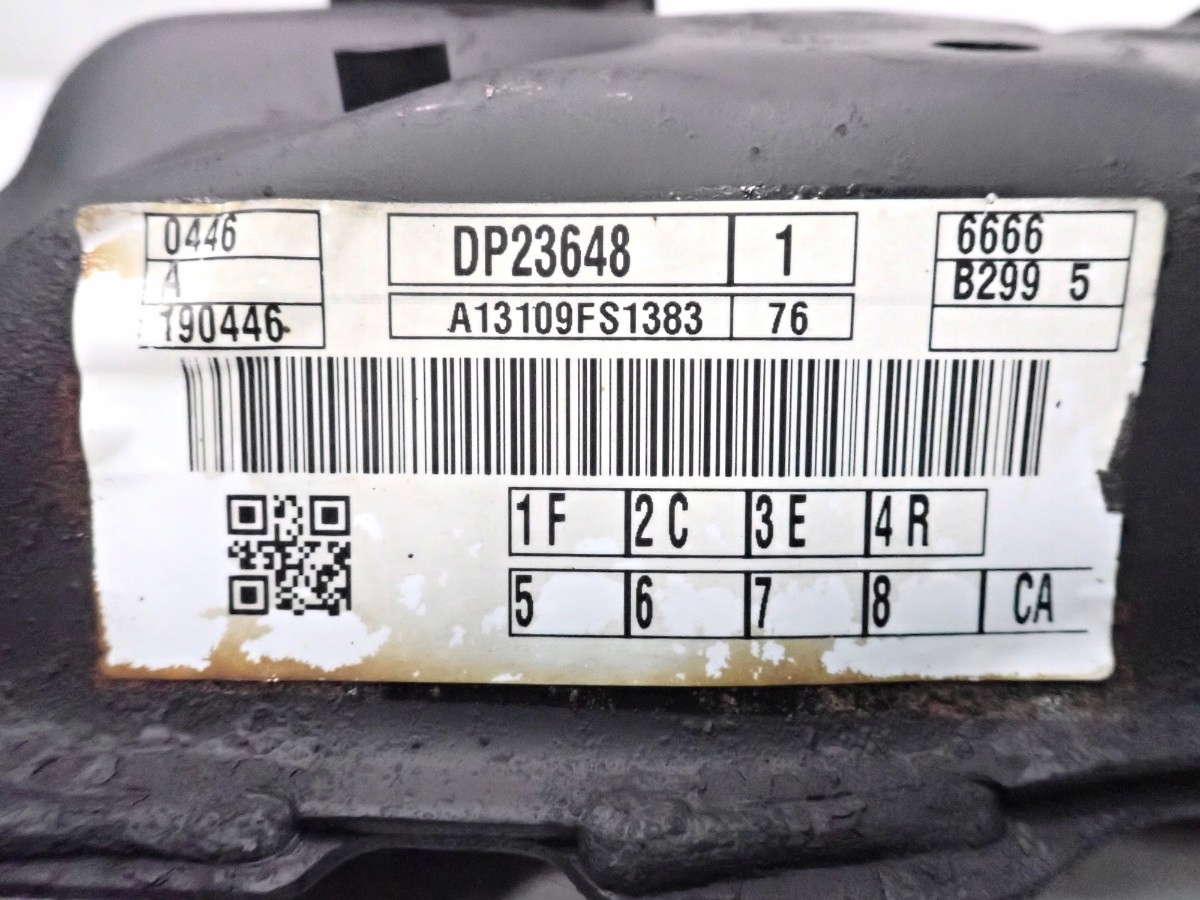 0446 DP23648 1 6666
A B299 5
190446 A13109FS1383 76
1F 2C 3E 4R
5 6 7 8 CA